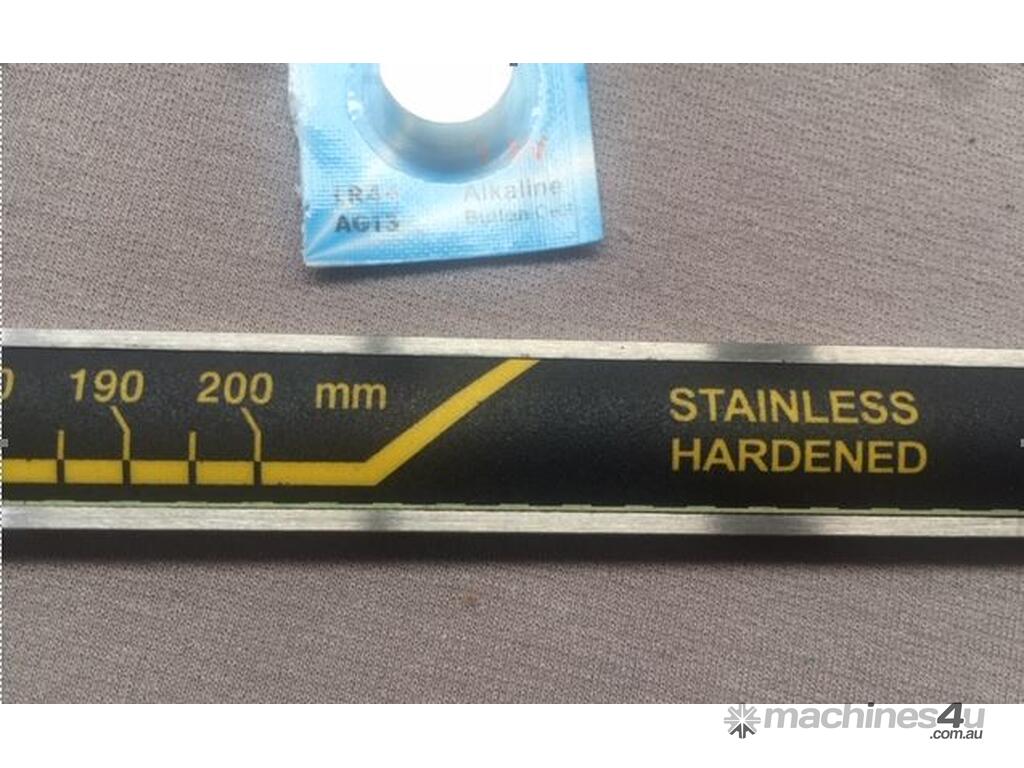 LR44
AG13
Alkaline
Button Cell
190 200 mm
STAINLESS
HARDENED
machines4u
.com.au